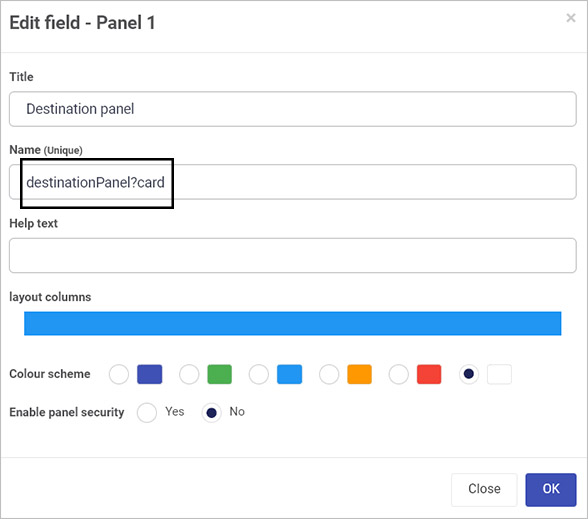 Edit field - Panel 1
×
Title
Destination panel
Name (Unique)
destinationPanel?card
Help text
layout columns
Colour scheme
Enable panel security Yes No
Close OK